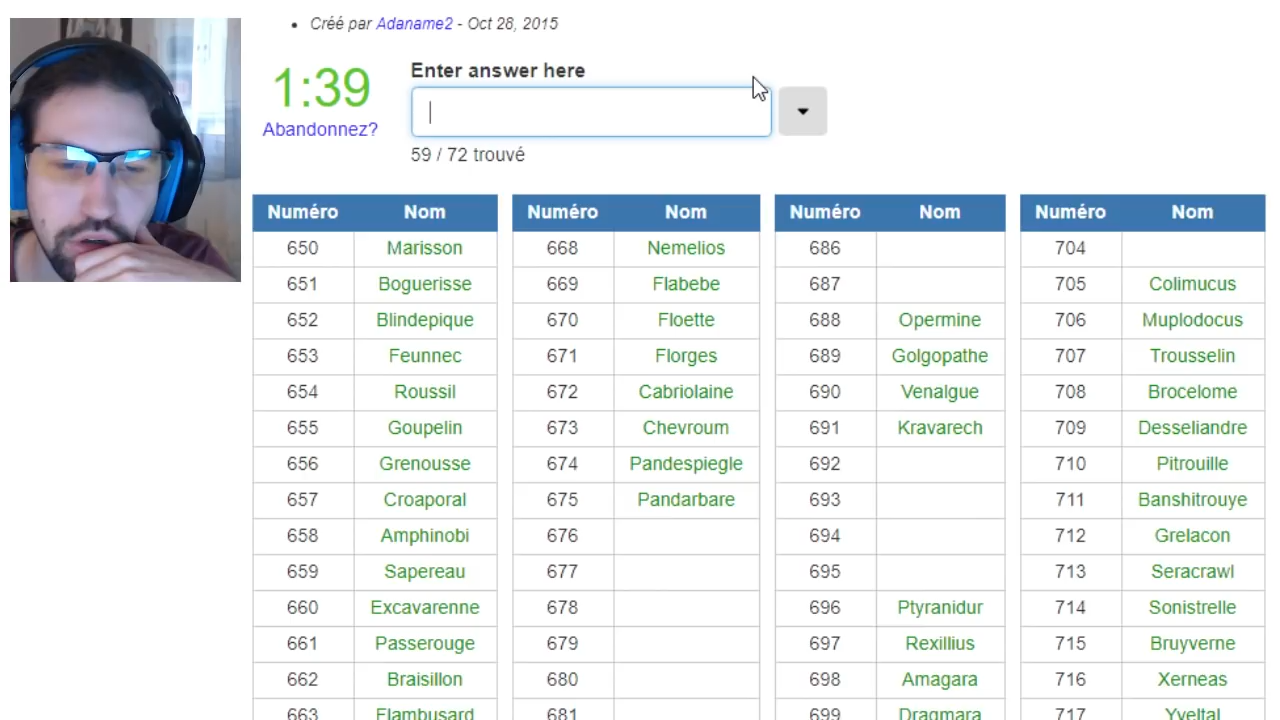 Créé par Adaname2 - Oct 28, 2015
1:39
Abandonnez?
Enter answer here
59 / 72 trouvé
Numéro Nom Numéro Nom Numéro Nom Numéro Nom
650 Marisson 668 Nemelios 686 704
651 Boguerisse 669 Flabebe 687 705 Colimucus
652 Blindepique 670 Floette 688 Opermine 706 Muplodocus
653 Feunnec 671 Florges 689 Golgopathe 707 Trousselin
654 Roussil 672 Cabriolaine 690 Venalgue 708 Brocelome
655 Goupelin 673 Chevroum 691 Kravarech 709 Desseliandre
656 Grenousse 674 Pandespiegle 692 710 Pitrouille
657 Croaporal 675 Pandarbare 693 711 Banshitrouye
658 Amphinobi 676 694 712 Grelacon
659 Sapereau 677 695 713 Seracrawl
660 Excavarenne 678 696 Ptyranidur 714 Sonistrelle
661 Passerouge 679 697 Rexillius 715 Bruyverne
662 Braisillon 680 698 Amagara 716 Xerneas
663 Flambusard 681 699 Dragmara 717 Yveltal